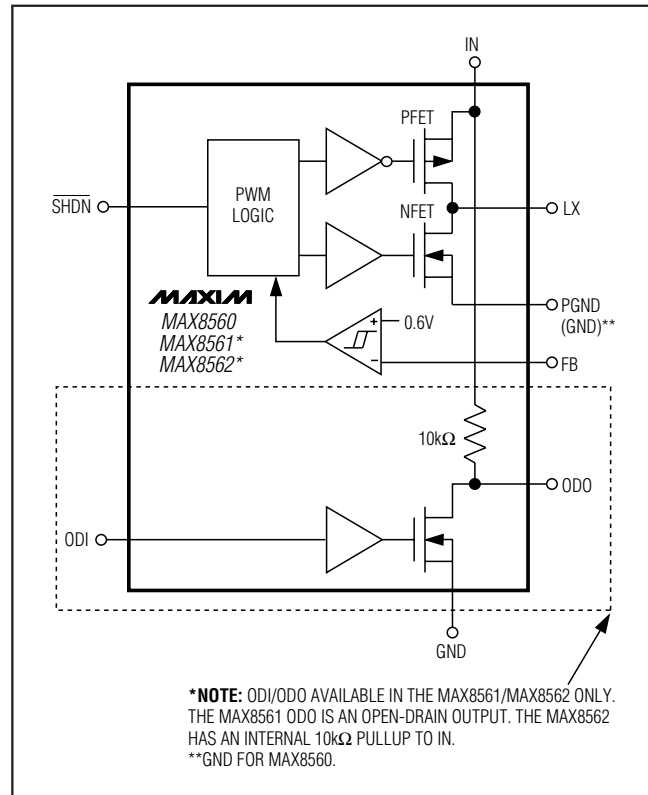 IN
PFET
SHDN
PWM
LOGIC
NFET
LX
PGND
(GND)**
MAXIM
MAX8560
MAX8561*
MAX8562*
+
0.6V
−
FB
10kΩ
ODO
ODI
GND
*NOTE: ODI/ODO AVAILABLE IN THE MAX8561/MAX8562 ONLY.
THE MAX8561 ODO IS AN OPEN-DRAIN OUTPUT. THE MAX8562
HAS AN INTERNAL 10kΩ PULLUP TO IN.
**GND FOR MAX8560.